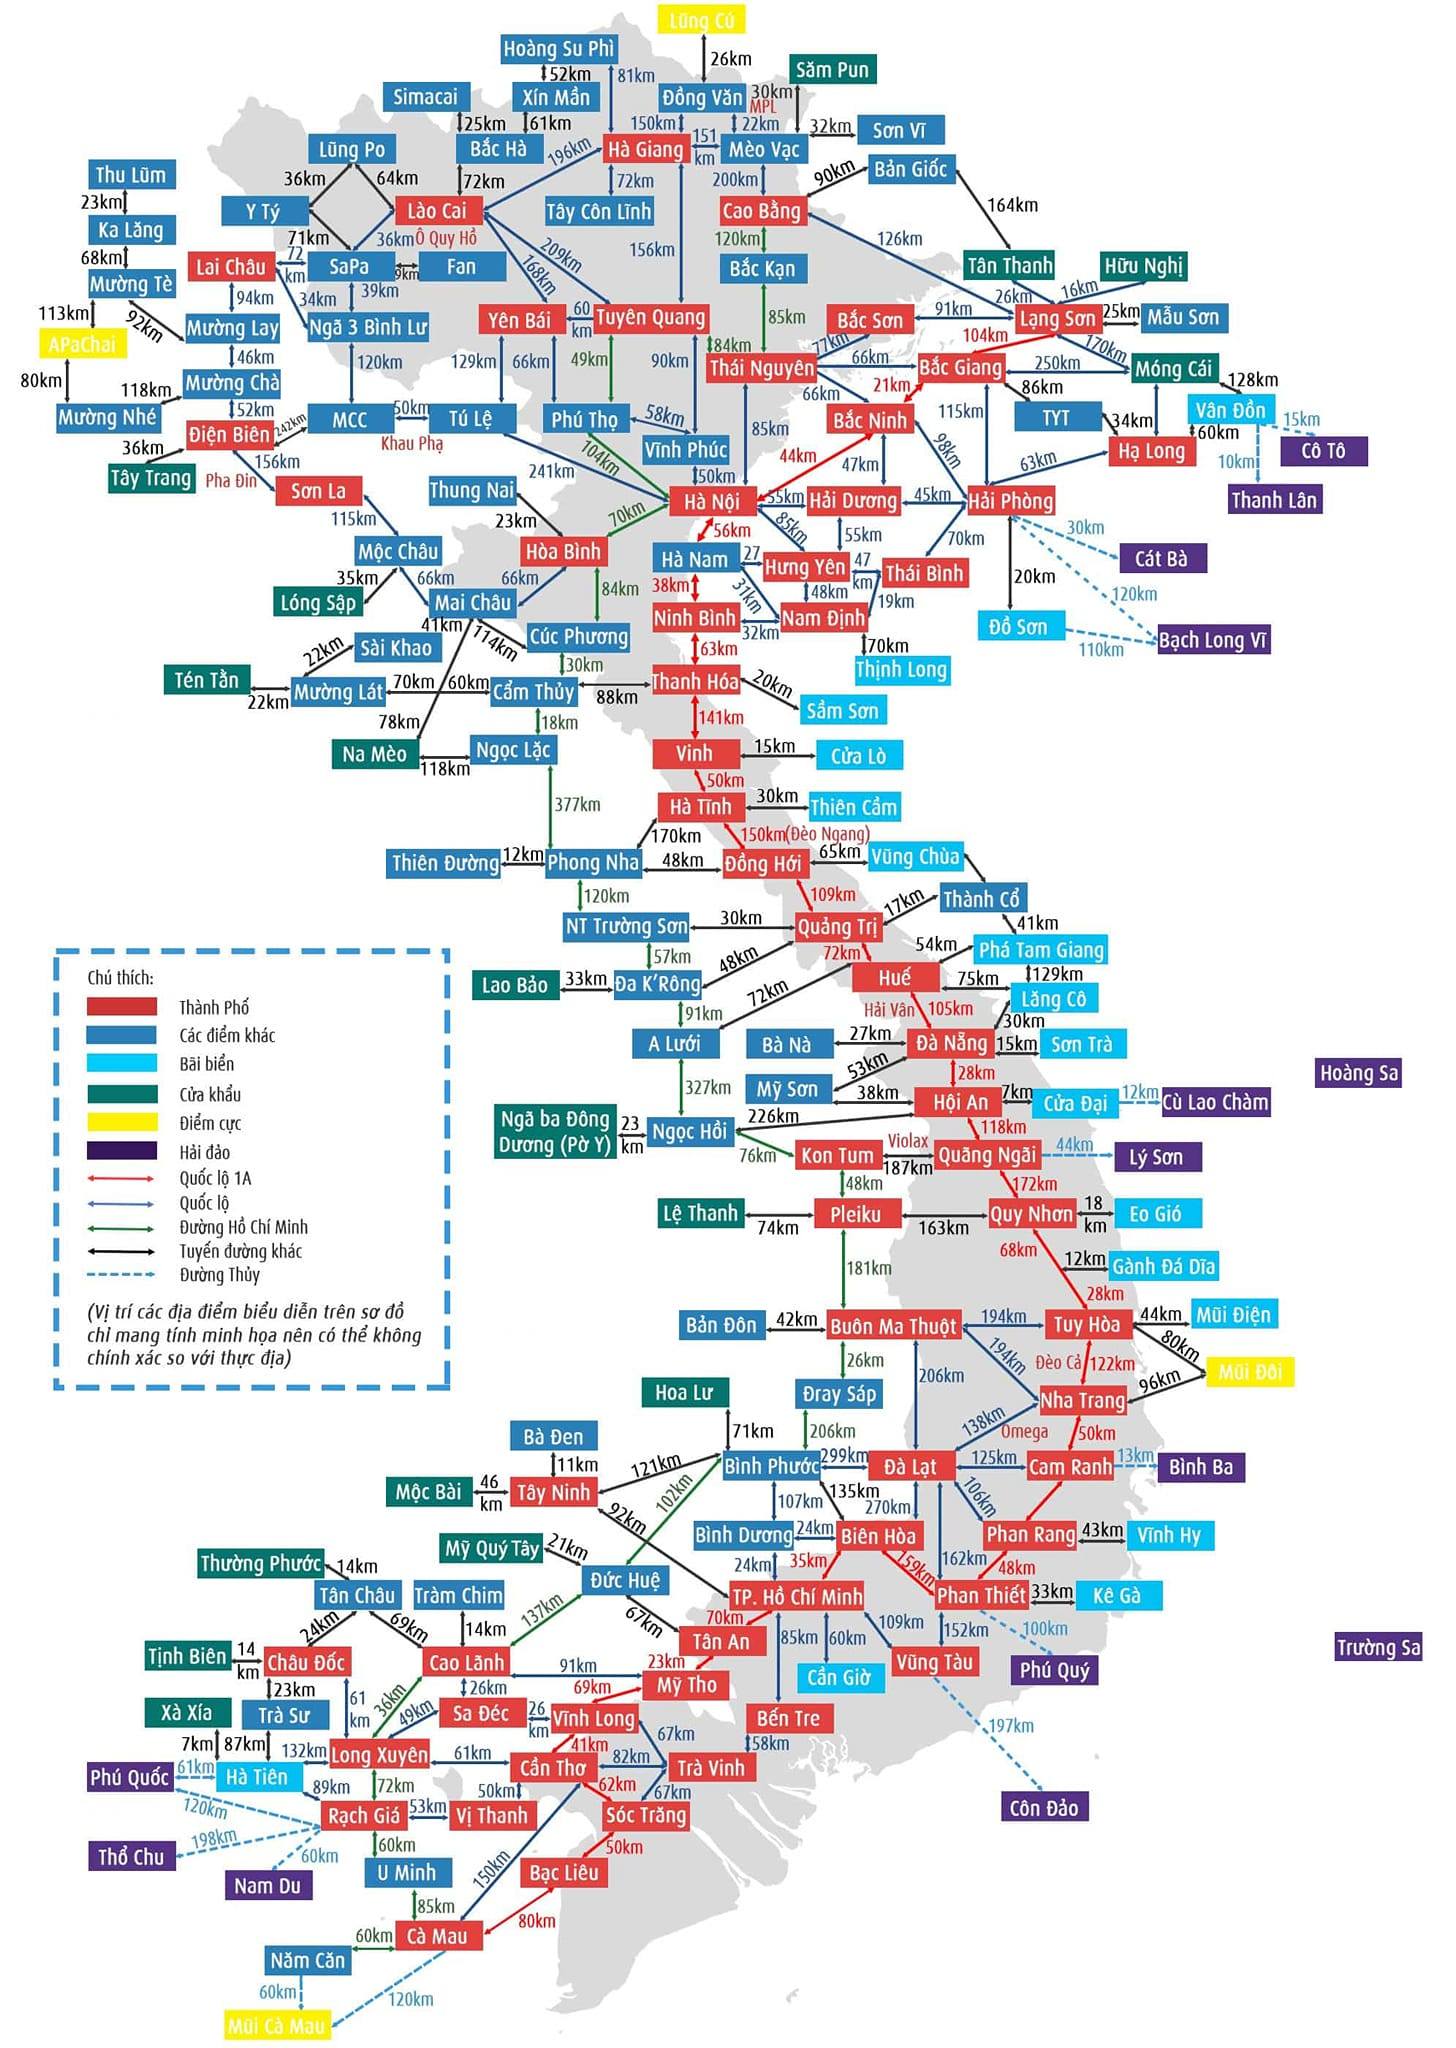 Lũng Cú
Hoàng Su Phì
26km
52km
81km
Săm Pun
Simacai
Xín Mần
Đồng Văn
30km
MPL
25km
61km
150km
22km
32km
Sơn Vĩ
Lũng Po
Bắc Hà
196km
Hà Giang
151
km
Mèo Vạc
Thu Lũm
36km
64km
72km
72km
200km
90km
Bản Giốc
23km
Y Tý
Lào Cai
Tây Côn Lĩnh
Cao Bằng
164km
Ka Lăng
71km
36km
Ô Quy Hồ
209km
156km
120km
126km
68km
Lai Châu
72
km
SaPa
9km
Fan
168km
Bắc Kạn
Tân Thanh
Hữu Nghị
Mường Tè
94km
34km
39km
26km
16km
113km
92km
Mường Lay
Ngã 3 Bình Lư
Yên Bái
60
km
Tuyên Quang
85km
Bắc Sơn
91km
Lạng Sơn
25km
Mẫu Sơn
APaChai
46km
120km
129km
66km
49km
90km
84km
77km
104km
170km
80km
118km
Mường Chà
Thái Nguyên
66km
Bắc Giang
250km
Móng Cái
128km
Mường Nhé
52km
MCC
50km
Tú Lệ
Phú Thọ
58km
66km
21km
86km
Vân Đồn
36km
Điện Biên
242km
Khau Phạ
Vĩnh Phúc
85km
Bắc Ninh
115km
TYT
34km
60km
15km
Tây Trang
Pha Đin
156km
241km
104km
50km
44km
47km
98km
63km
Hạ Long
10km
Cô Tô
Sơn La
Thung Nai
Hà Nội
55km
Hải Dương
45km
Hải Phòng
Thanh Lân
115km
23km
70km
56km
85km
55km
70km
30km
Mộc Châu
Hòa Bình
Hà Nam
27
Hưng Yên
47
km
Thái Bình
20km
Cát Bà
35km
66km
66km
84km
38km
31km
48km
19km
120km
Lóng Sập
Mai Châu
Ninh Bình
32km
Nam Định
Đồ Sơn
110km
Bạch Long Vĩ
41km
114km
Cúc Phương
22km
Sài Khao
30km
63km
70km
Thịnh Long
Tén Tằn
22km
Mường Lát
70km
60km
Cẩm Thủy
88km
Thanh Hóa
20km
Sầm Sơn
78km
18km
141km
Na Mèo
118km
Ngọc Lặc
Vinh
15km
Cửa Lò
377km
50km
Hà Tĩnh
30km
Thiên Cầm
170km
150km(Đèo Ngang)
Thiên Đường
12km
Phong Nha
48km
Đồng Hới
65km
Vũng Chùa
120km
109km
17km
Thành Cổ
NT Trường Sơn
30km
Quảng Trị
41km
57km
48km
72km
54km
Phá Tam Giang
Lao Bảo
33km
Đa K’Rông
72km
Huế
75km
129km
Lăng Cô
91km
Hải Vân
105km
30km
A Lưới
Bà Nà
27km
Đà Nẵng
15km
Sơn Trà
53km
28km
Hoàng Sa
327km
Mỹ Sơn
38km
Hội An
7km
Cửa Đại
12km
Cù Lao Chàm
Ngã ba Đông
Dương (Pờ Y)
23
km
Ngọc Hồi
226km
118km
76km
Kon Tum
Violax
187km
Quãng Ngãi
44km
Lý Sơn
48km
172km
Lệ Thanh
74km
Pleiku
163km
Quy Nhơn
18
km
Eo Gió
68km
181km
12km
Gành Đá Dĩa
28km
Bản Đôn
42km
Buôn Ma Thuột
194km
Tuy Hòa
44km
Mũi Điện
26km
194km
Đèo Cả
122km
80km
Mũi Đôi
Hoa Lư
Đray Sáp
206km
Nha Trang
96km
71km
206km
138km
Omega
50km
Bà Đen
11km
121km
Bình Phước
299km
Đà Lạt
125km
Cam Ranh
13km
Bình Ba
Mộc Bài
46
km
Tây Ninh
102km
107km
135km
270km
106km
92km
Bình Dương
24km
Biên Hòa
Phan Rang
43km
Vĩnh Hy
Mỹ Quý Tây
21km
24km
35km
159km
162km
48km
Thường Phước
14km
Đức Huệ
TP. Hồ Chí Minh
Phan Thiết
33km
Kê Gà
Tân Châu
Tràm Chim
137km
67km
70km
109km
100km
24km
69km
14km
Tân An
85km
60km
152km
Tịnh Biên
14
km
Châu Đốc
Cao Lãnh
91km
23km
Cần Giờ
Vũng Tàu
Phú Quý
23km
61
km
36km
26km
69km
Mỹ Tho
Xà Xía
Trà Sư
49km
Sa Đéc
26
km
Vĩnh Long
Bến Tre
197km
7km
87km
132km
Long Xuyên
61km
41km
67km
58km
Phú Quốc
61km
Hà Tiên
Cần Thơ
82km
Trà Vinh
89km
72km
50km
62km
67km
Côn Đảo
120km
Rạch Giá
53km
Vị Thanh
Sóc Trăng
198km
60km
60km
50km
Thổ Chu
Nam Du
U Minh
150km
Bạc Liêu
85km
80km
60km
Cà Mau
Năm Căn
60km
120km
Mũi Cà Mau
Trường Sa
Chú thích:
Thành Phố
Các điểm khác
Bãi biển
Cửa khẩu
Điểm cực
Hải đảo
Quốc lộ 1A
Quốc lộ
Đường Hồ Chí Minh
Tuyến đường khác
Đường Thủy
(Vị trí các địa điểm biểu diễn trên sơ đồ
chỉ mang tính minh họa nên có thể không
chính xác so với thực địa)